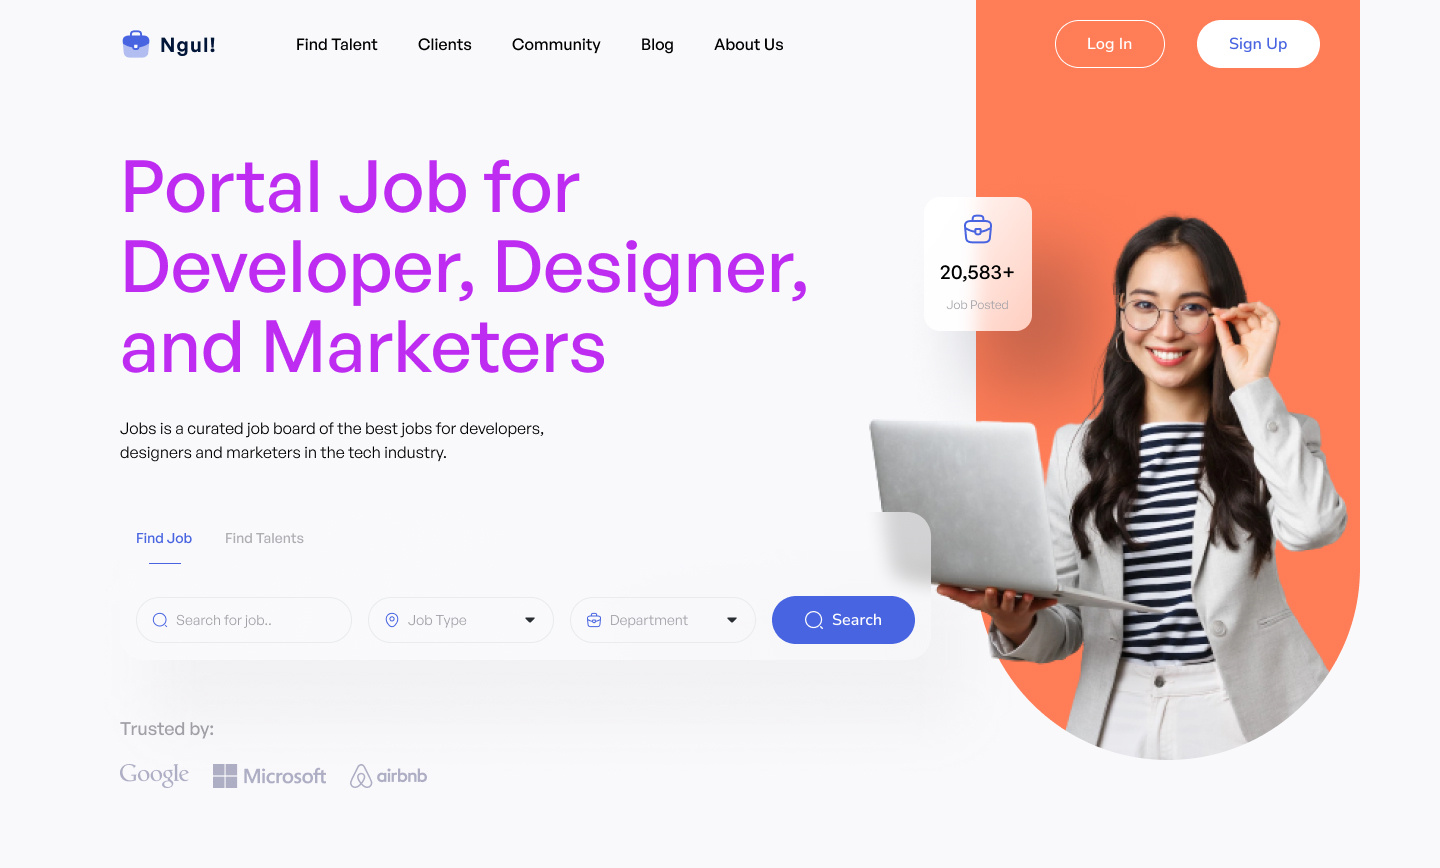 Ngul!
Find Talent
Clients
Community
Blog
About Us
Log In
Sign Up
Portal Job for
Developer, Designer,
and Marketers
20,583+
Job Posted
Jobs is a curated job board of the best jobs for developers,
designers and marketers in the tech industry.
Find Job
Find Talents
Search for job..
Job Type
Department
Search
Trusted by:
Google
Microsoft
airbnb